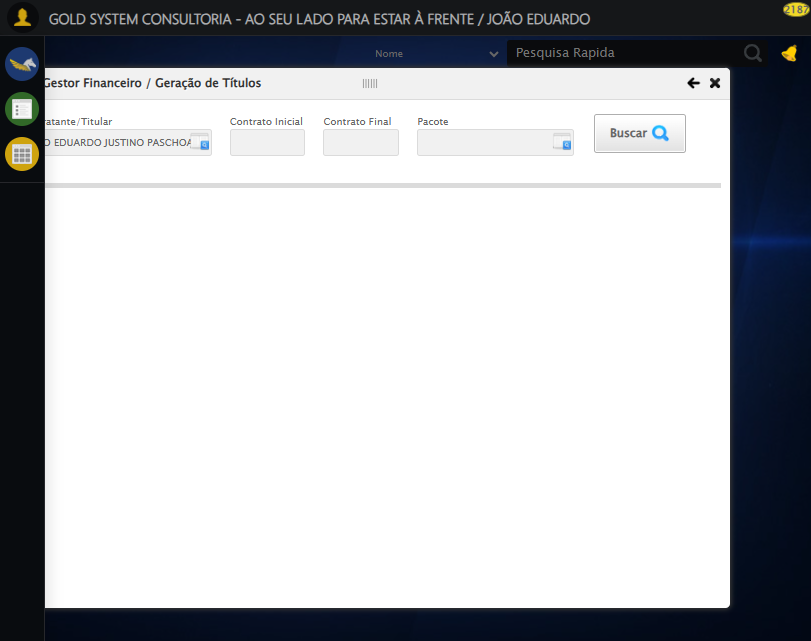 GOLD SYSTEM CONSULTORIA - AO SEU LADO PARA ESTAR À FRENTE / JOÃO EDUARDO
2187
Nome
Pesquisa Rapida
Gestor Financeiro / Geração de Títulos
ratante/Titular
Contrato Inicial
Contrato Final
Pacote
O EDUARDO JUSTINO PASCHOA
Buscar